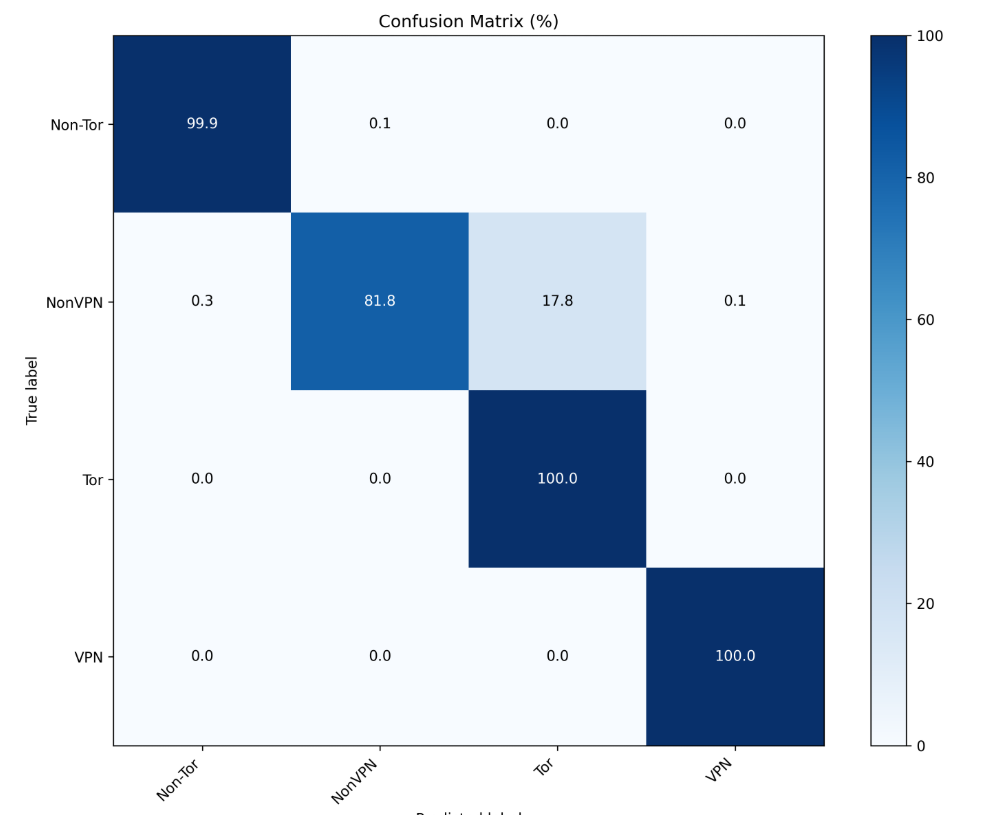 Confusion Matrix (%)
Non-Tor 99.9 0.1 0.0 0.0
NonVPN 0.3 81.8 17.8 0.1
Tor 0.0 0.0 100.0 0.0
VPN 0.0 0.0 0.0 100.0
True label
Non-Tor NonVPN Tor VPN
100
80
60
40
20
0